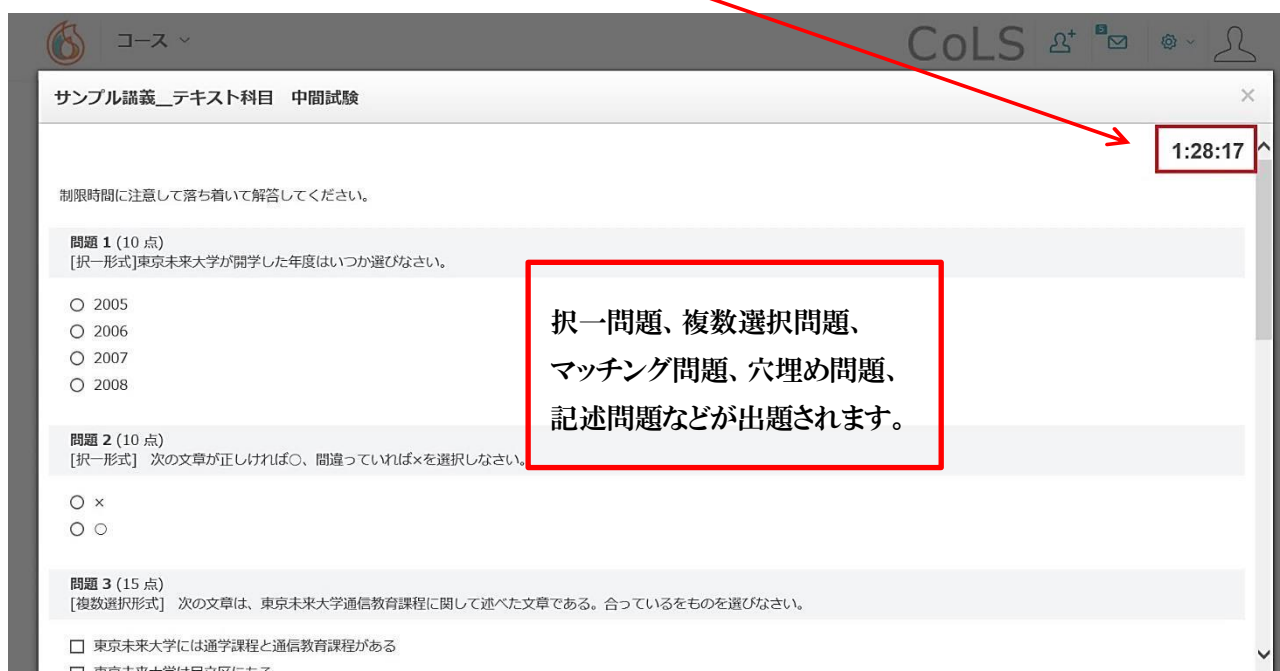 コース
CoLS
5
サンプル講義__テキスト科目 中間試験
×
1:28:17
制限時間に注意して落ち着いて解答してください。
問題 1 (10 点)
[択一形式]東京未来大学が開学した年度はいつか選びなさい。
2005
2006
2007
2008
択一問題、複数選択問題、
マッチング問題、穴埋め問題、
記述問題などが出題されます。
問題 2 (10 点)
[択一形式] 次の文章が正しければ○、間違っていれば×を選択しなさい。
×
○
問題 3 (15 点)
[複数選択形式] 次の文章は、東京未来大学通信教育課程に関して述べた文章である。合っているをものを選びなさい。
東京未来大学には通学課程と通信教育課程がある